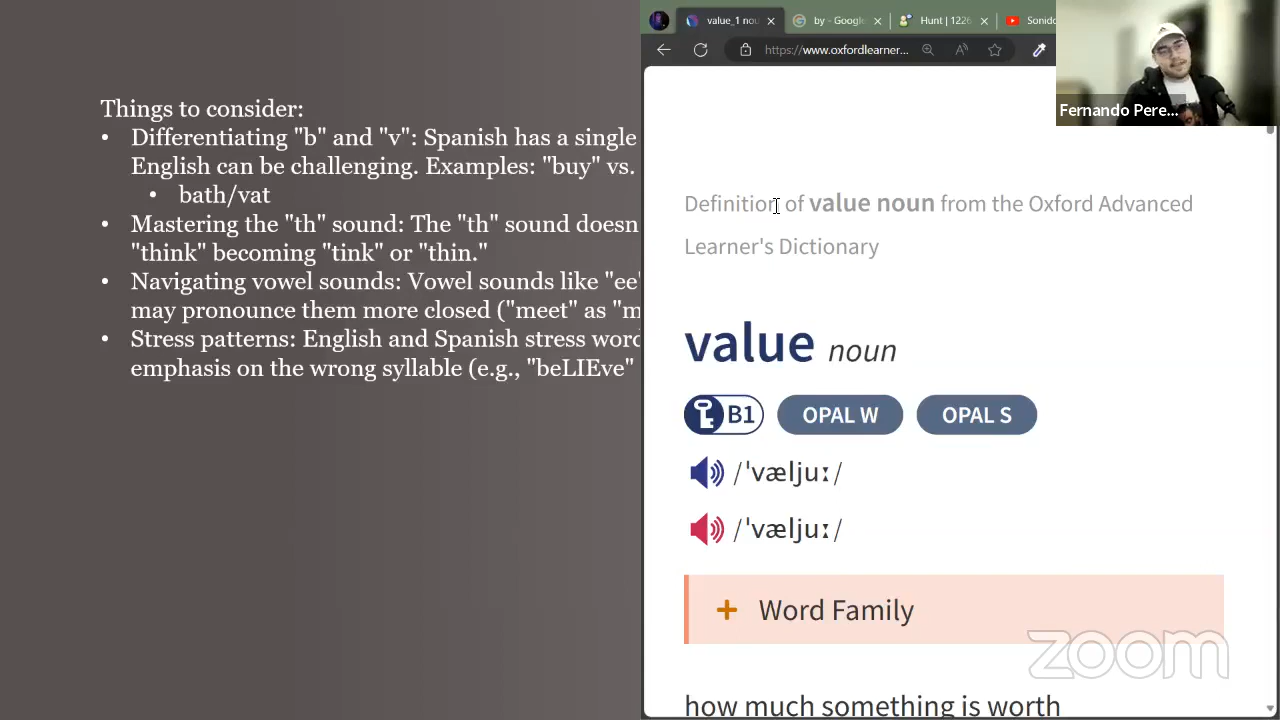 Things to consider:
• Differentiating "b" and "v": Spanish has a single
English can be challenging. Examples: "buy" vs.
• bath/vat
• Mastering the "th" sound: The "th" sound doesn
"think" becoming "tink" or "thin."
• Navigating vowel sounds: Vowel sounds like "ee"
may pronounce them more closed ("meet" as "m
• Stress patterns: English and Spanish stress word
emphasis on the wrong syllable (e.g., "beLIEve"
value_1 nou
by - Google
Hunt | 1226
Sonido
https://www.oxfordlearner...
Fernando Pere...
Definition of value noun from the Oxford Advanced
Learner's Dictionary
value noun
B1 OPAL W OPAL S
/ˈvæljuː/
/ˈvæljuː/
+ Word Family
zoom
how much something is worth